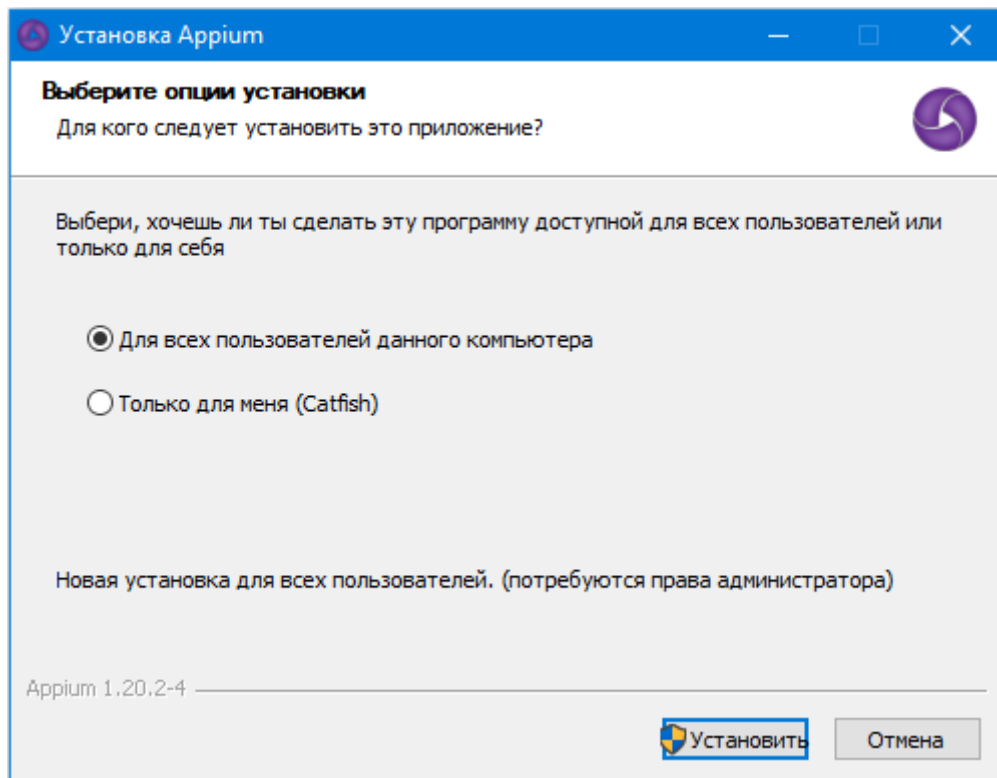 Установка Appium
Выберите опции установки
Для кого следует установить это приложение?
Выбери, хочешь ли ты сделать эту программу доступной для всех пользователей или
только для себя
Для всех пользователей данного компьютера
Только для меня (Catfish)
Новая установка для всех пользователей. (потребуются права администратора)
Appium 1.20.2-4
Установить
Отмена